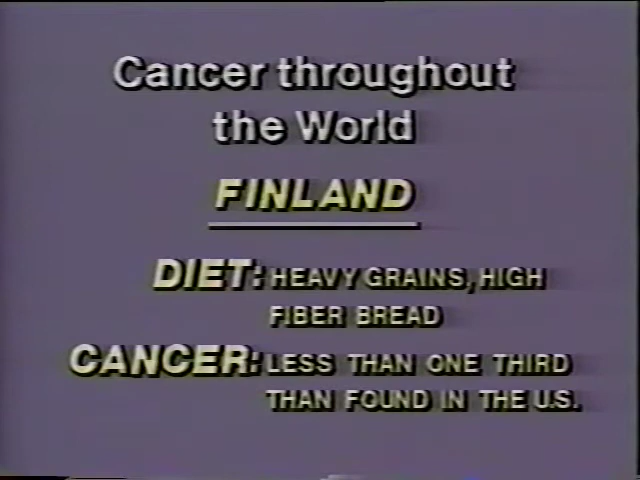 Cancer throughout
the World
FINLAND
DIET: HEAVY GRAINS, HIGH
FIBER BREAD
CANCER: LESS THAN ONE THIRD
THAN FOUND IN THE U.S.